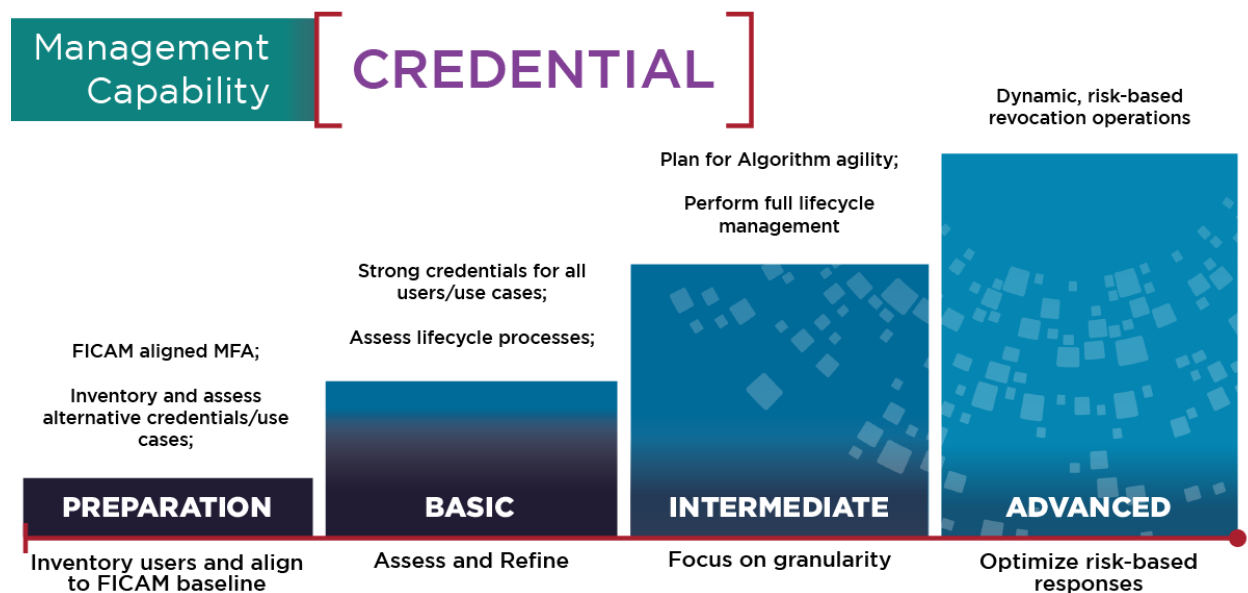 Management
Capability
CREDENTIAL
Dynamic, risk-based
revocation operations
Plan for Algorithm agility;
Perform full lifecycle
management
Strong credentials for all
users/use cases;
Assess lifecycle processes;
FICAM aligned MFA;
Inventory and assess
alternative credentials/use
cases;
PREPARATION
BASIC
INTERMEDIATE
ADVANCED
Inventory users and align
to FICAM baseline
Assess and Refine
Focus on granularity
Optimize risk-based
responses